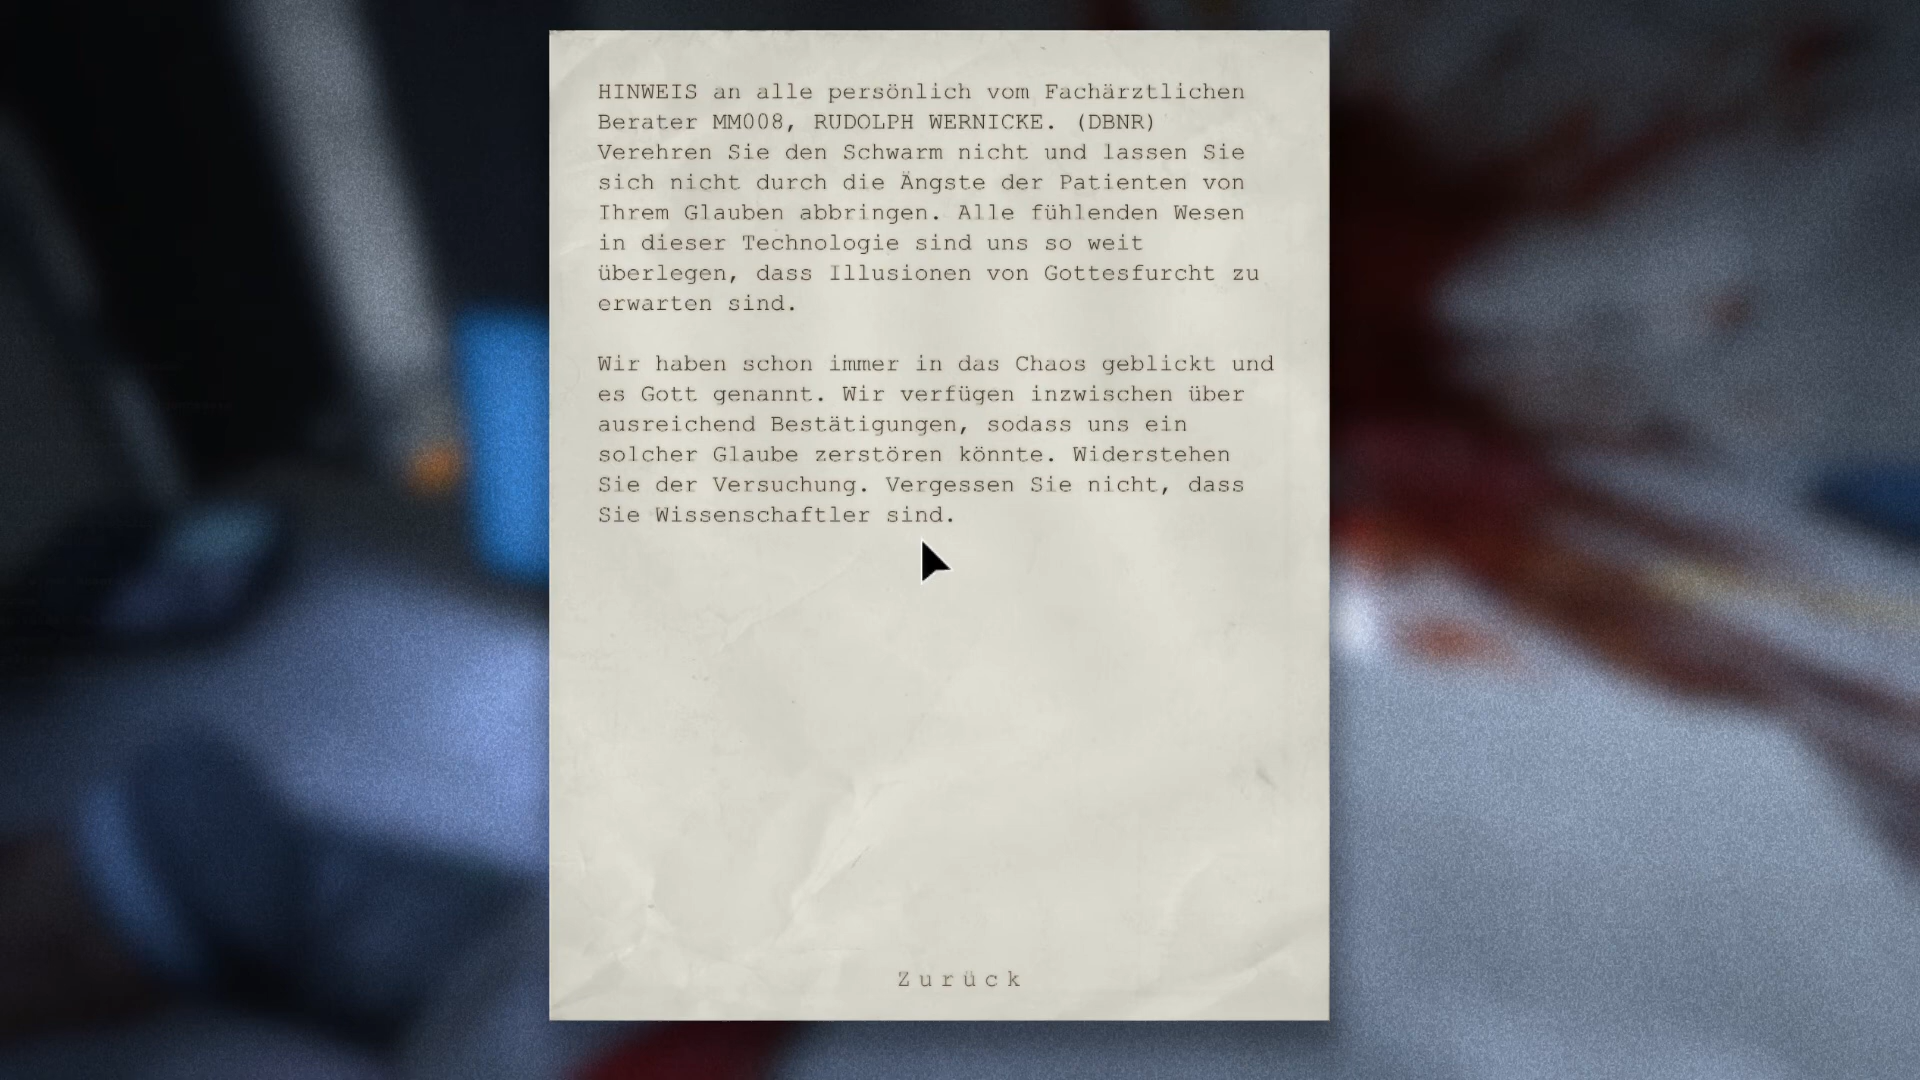 HINWEIS an alle persönlich vom Fachärztlichen
Berater MM008, RUDOLPH WERNICKE. (DBNR)
Verehren Sie den Schwarm nicht und lassen Sie
sich nicht durch die Ängste der Patienten von
Ihrem Glauben abbringen. Alle fühlenden Wesen
in dieser Technologie sind uns so weit
überlegen, dass Illusionen von Gottesfurcht zu
erwarten sind.

Wir haben schon immer in das Chaos geblickt und
es Gott genannt. Wir verfügen inzwischen über
ausreichend Bestätigungen, sodass uns ein
solcher Glaube zerstören könnte. Widerstehen
Sie der Versuchung. Vergessen Sie nicht, dass
Sie Wissenschaftler sind.

Zurück